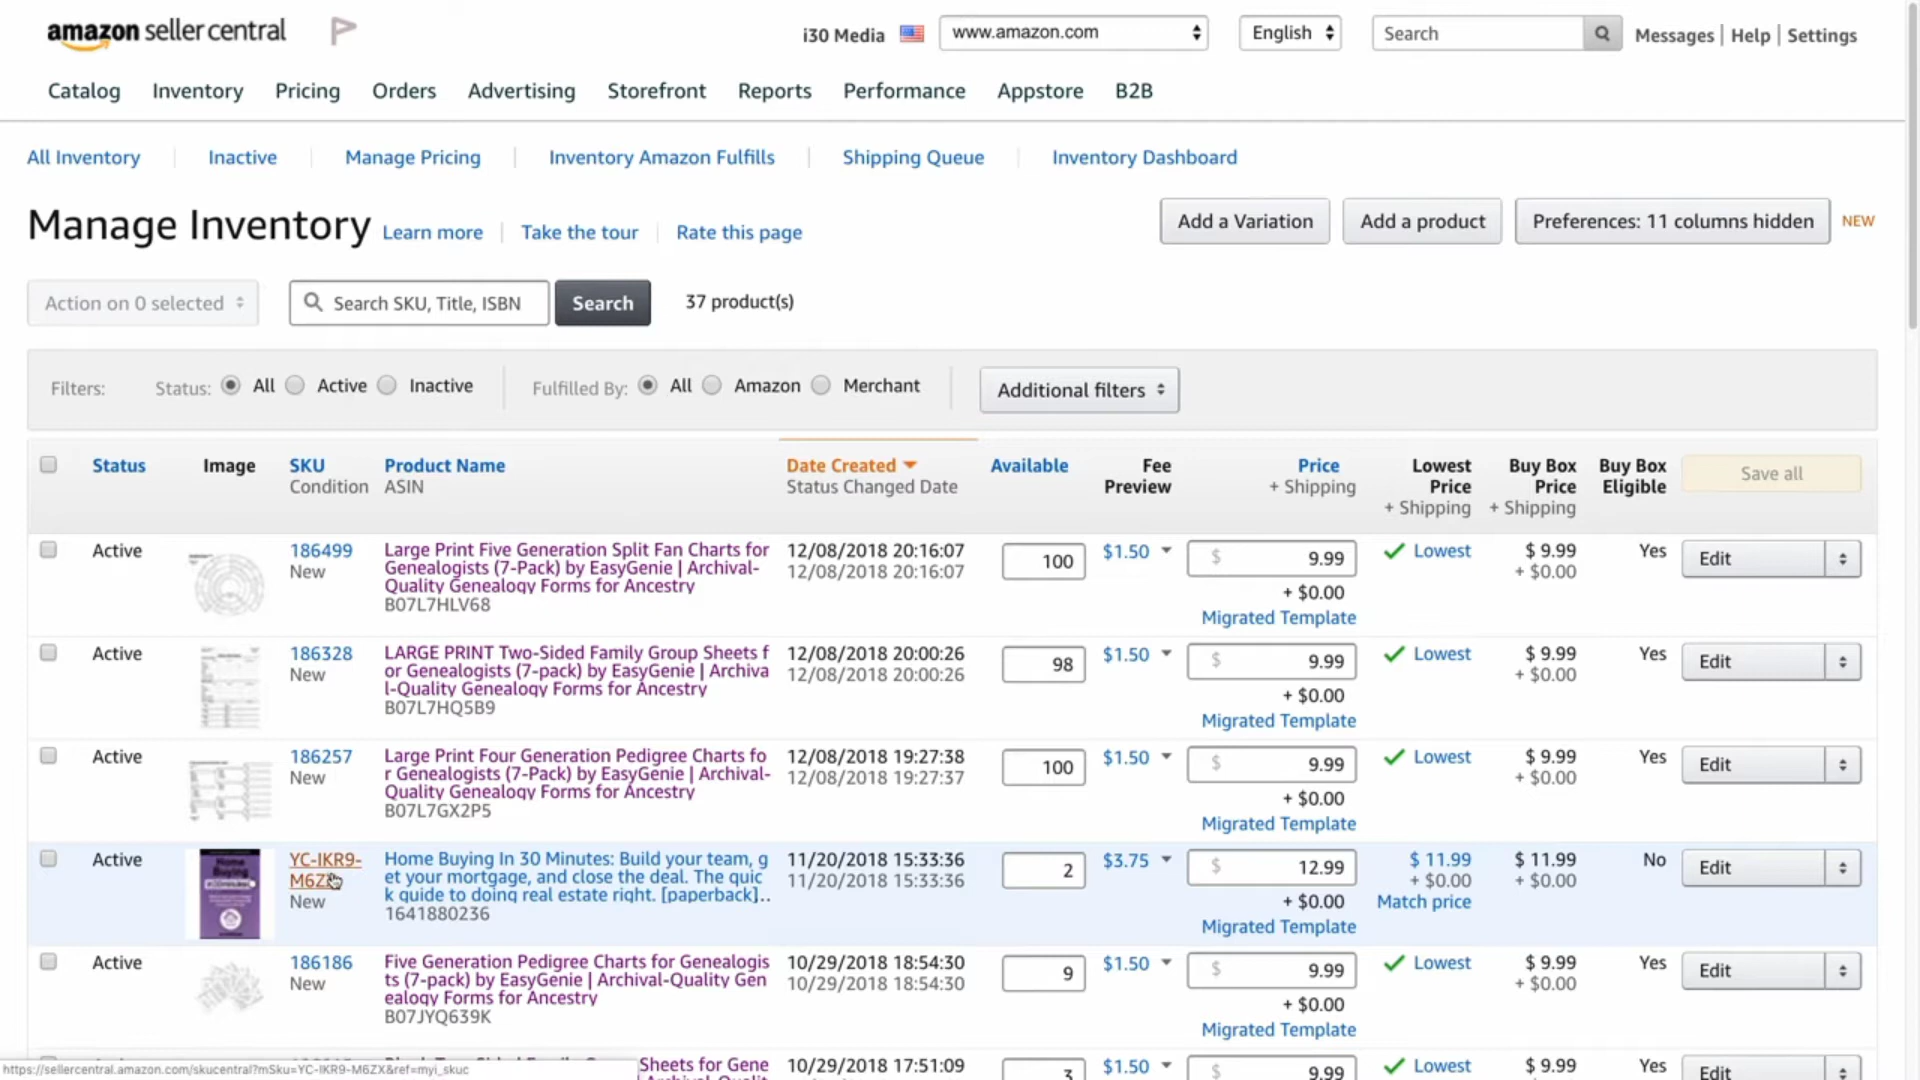 amazon seller central
i30 Media
www.amazon.com
English
Search
Messages | Help | Settings
Catalog Inventory Pricing Orders Advertising Storefront Reports Performance Appstore B2B
All Inventory Inactive Manage Pricing Inventory Amazon Fulfills Shipping Queue Inventory Dashboard
Manage Inventory Learn more Take the tour Rate this page
Add a Variation Add a product Preferences: 11 columns hidden NEW
Action on 0 selected Search SKU, Title, ISBN Search 37 product(s)
Filters: Status: All Active Inactive Fulfilled By: All Amazon Merchant Additional filters
Status Image SKU Product Name Date Created Available Fee Price Lowest Buy Box Buy Box Save all
Condition ASIN Status Changed Date Preview + Shipping Price Price Eligible
+ Shipping + Shipping
Active 186499 Large Print Five Generation Split Fan Charts for 12/08/2018 20:16:07 100 $1.50 $ 9.99 Lowest $ 9.99 Yes Edit
New Genealogists (7-Pack) by EasyGenie | Archival- 12/08/2018 20:16:07 + $0.00
Quality Genealogy Forms for Ancestry + $0.00
B07L7HLV68 Migrated Template
Active 186328 LARGE PRINT Two-Sided Family Group Sheets f 12/08/2018 20:00:26 98 $1.50 $ 9.99 Lowest $ 9.99 Yes Edit
New or Genealogists (7-pack) by EasyGenie | Archiva 12/08/2018 20:00:26 + $0.00
l-Quality Genealogy Forms for Ancestry + $0.00
B07L7HQ5B9 Migrated Template
Active 186257 Large Print Four Generation Pedigree Charts fo 12/08/2018 19:27:38 100 $1.50 $ 9.99 Lowest $ 9.99 Yes Edit
New r Genealogists (7-Pack) by EasyGenie | Archival- 12/08/2018 19:27:37 + $0.00
Quality Genealogy Forms for Ancestry + $0.00
B07L7GX2P5 Migrated Template
Active Home Buying YC-IKR9- Home Buying In 30 Minutes: Build your team, g 11/20/2018 15:33:36 2 $3.75 $ 12.99 $ 11.99 $ 11.99 No Edit
M6ZX et your mortgage, and close the deal. The quic 11/20/2018 15:33:36 + $0.00 + $0.00
New k guide to doing real estate right. [paperback].. + $0.00 Match price
1641880236 Migrated Template
Active 186186 Five Generation Pedigree Charts for Genealogis 10/29/2018 18:54:30 9 $1.50 $ 9.99 Lowest $ 9.99 Yes Edit
New ts (7-pack) by EasyGenie | Archival-Quality Gen 10/29/2018 18:54:30 + $0.00
ealogy Forms for Ancestry + $0.00
B07JYQ639K Migrated Template
Sheets for Gene 10/29/2018 17:51:09 3 $1.50 $ 9.99 Lowest $ 9.99 Yes Edit
https://sellercentral.amazon.com/skucentral?mSku=YC-IKR9-M6ZX&ref=myi_skuc